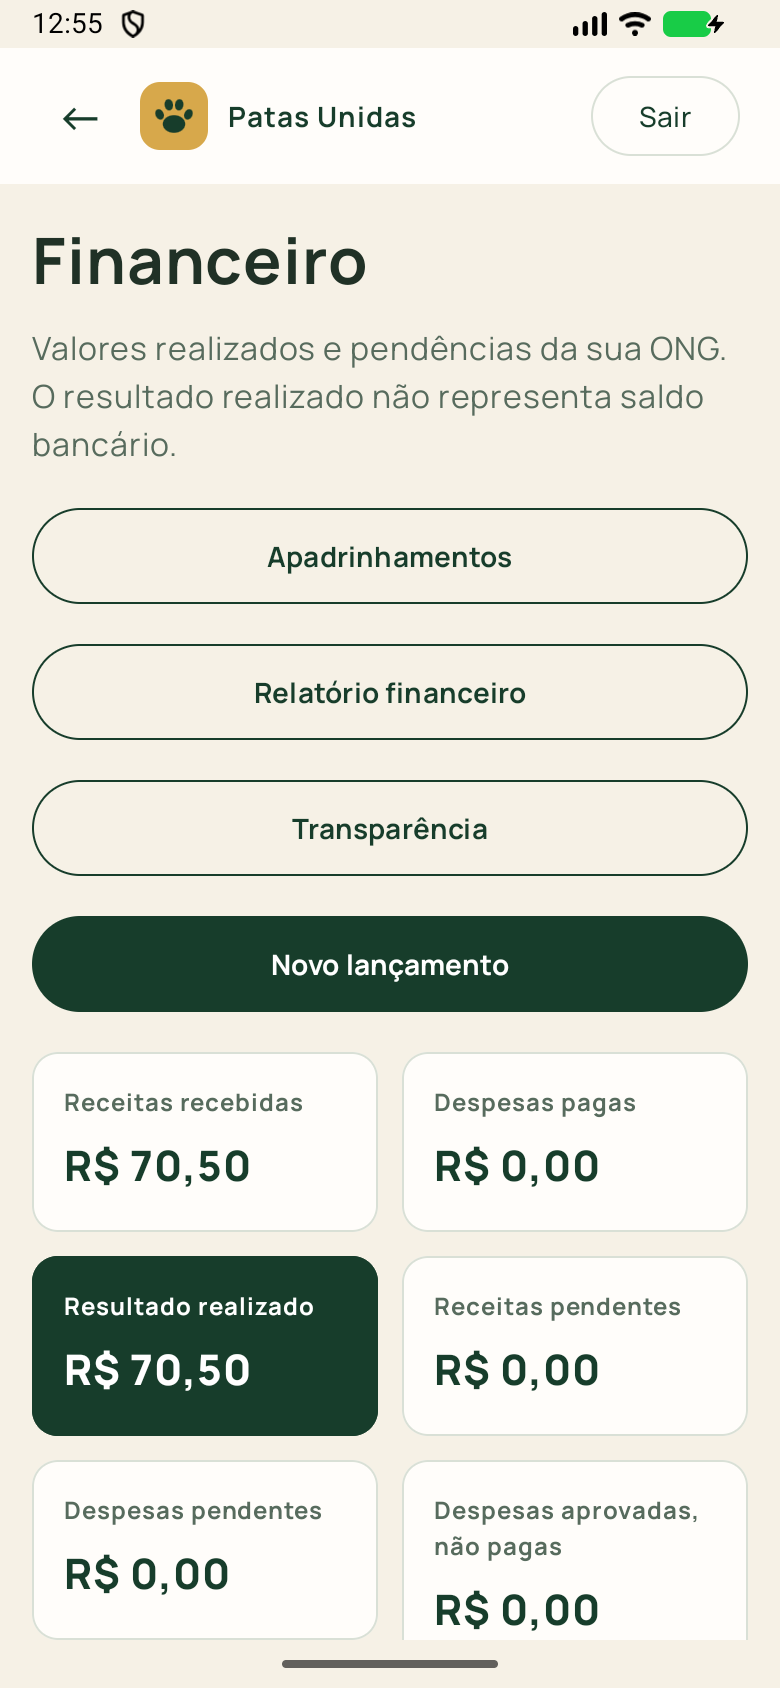 12:55
Patas Unidas
Sair
Financeiro
Valores realizados e pendências da sua ONG.
O resultado realizado não representa saldo
bancário.
Apadrinhamentos
Relatório financeiro
Transparência
Novo lançamento
Receitas recebidas
R$ 70,50
Despesas pagas
R$ 0,00
Resultado realizado
R$ 70,50
Receitas pendentes
R$ 0,00
Despesas pendentes
R$ 0,00
Despesas aprovadas,
não pagas
R$ 0,00